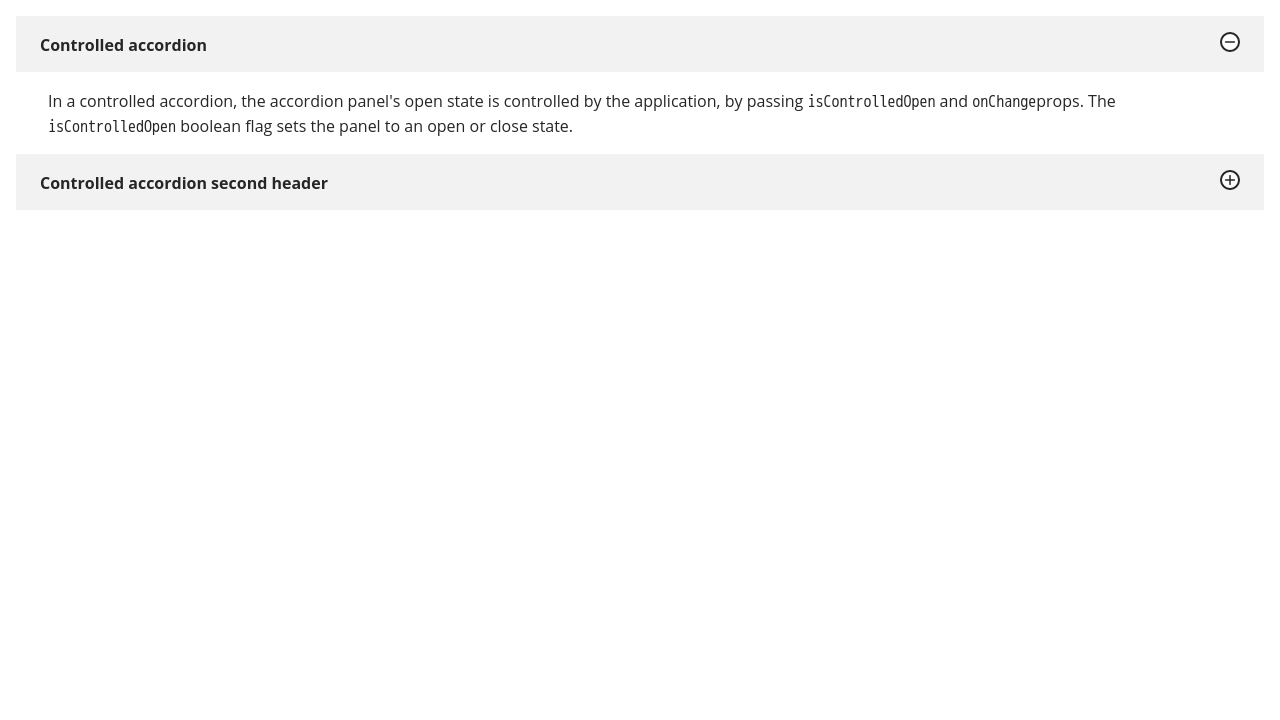 Controlled accordion
In a controlled accordion, the accordion panel's open state is controlled by the application, by passing isControlledOpen and onChangeprops. The
isControlledOpen boolean flag sets the panel to an open or close state.
Controlled accordion second header